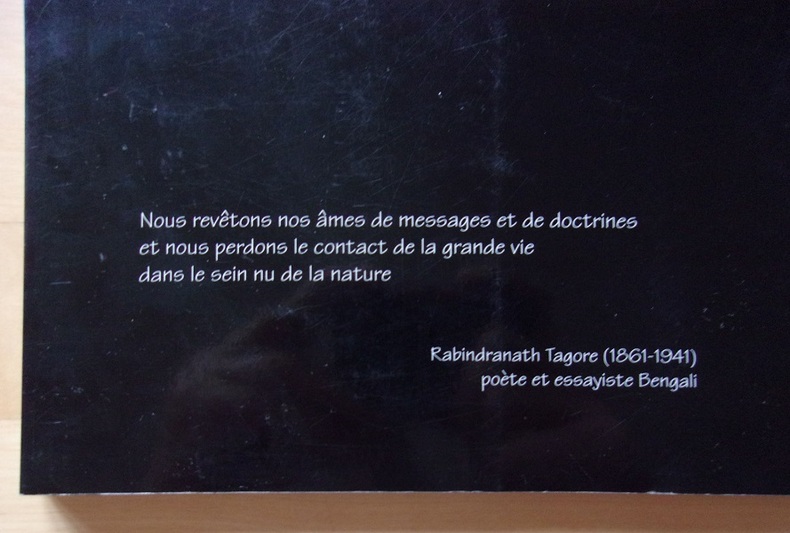 Nous revêtons nos âmes de messages et de doctrines
et nous perdons le contact de la grande vie
dans le sein nu de la nature
Rabindranath Tagore (1861-1941)
poète et essayiste Bengali